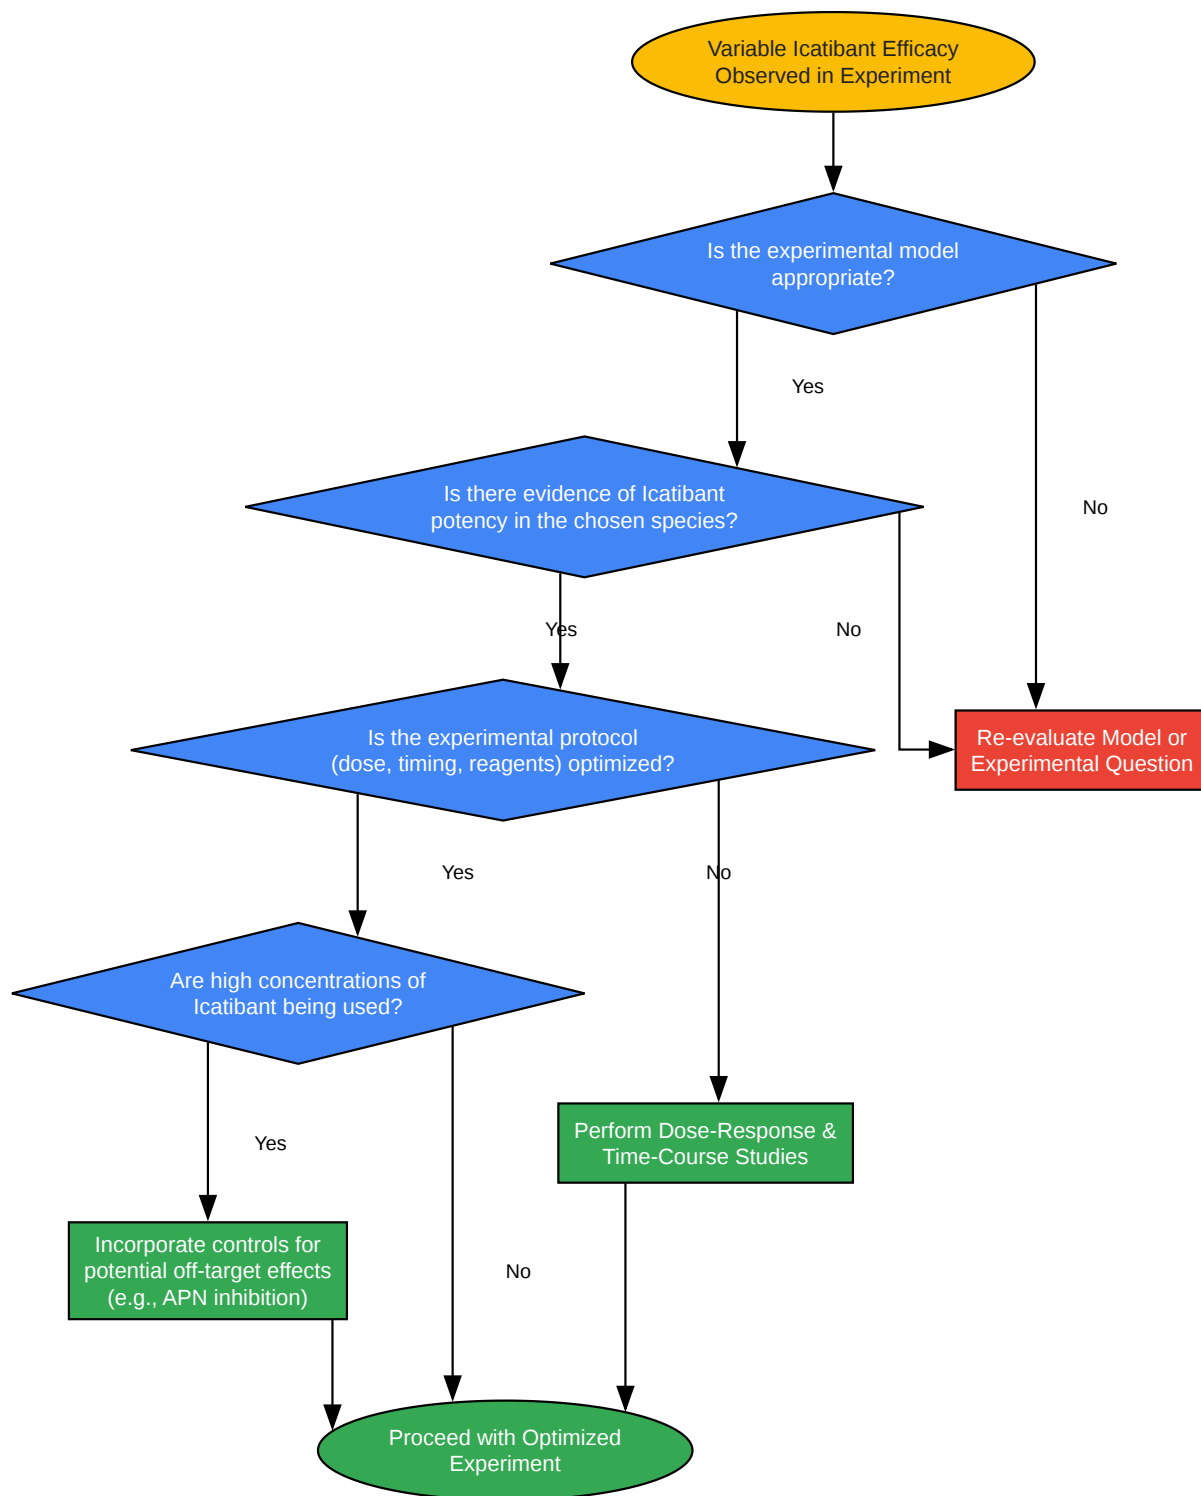 Variable Icatibant Efficacy
Observed in Experiment
Is the experimental model
appropriate?
Yes
No
Is there evidence of Icatibant
potency in the chosen species?
Yes
No
Is the experimental protocol
(dose, timing, reagents) optimized?
Re-evaluate Model or
Experimental Question
Yes
No
Are high concentrations of
Icatibant being used?
Yes
No
Perform Dose-Response &
Time-Course Studies
Incorporate controls for
potential off-target effects
(e.g., APN inhibition)
Proceed with Optimized
Experiment